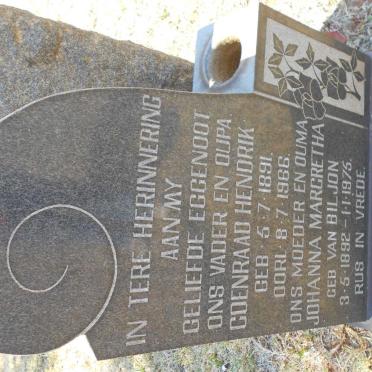 IN TERE HERINNERING
AAN MY
GELIEFDE EGGENOOT
ONS VADER EN OUPA
COENRAAD HENDRIK
GEB 5·7·1891.
OORL 8·7·1966.
ONS MOEDER EN OUMA
JOHANNA MARGRETHA
GEB VAN BILJON
3·5·1892 - 1·1·1975.
RUS IN VREDE.